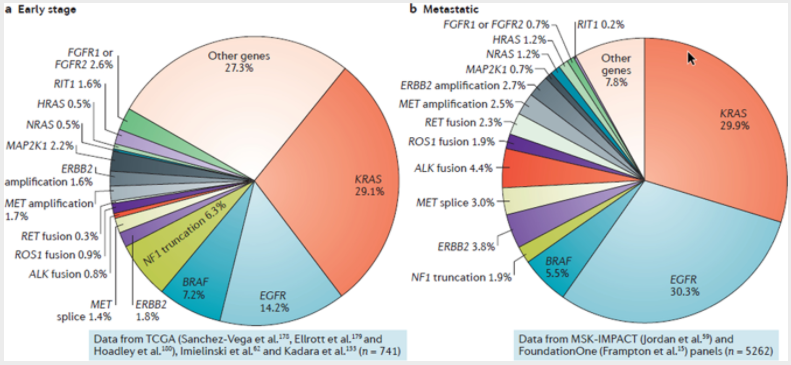 a Early stage
Other genes
27.3%
FGFR1 or
FGFR2 2.6%
RIT1 1.6%
HRAS 0.5%
NRAS 0.5%
MAP2K1 2.2%
ERBB2
amplification 1.6%
MET amplification
1.7%
RET fusion 0.3%
ROS1 fusion 0.9%
ALK fusion 0.8%
MET
splice 1.4%
ERBB2
1.8%
NF1 truncation 6.3%
BRAF
7.2%
EGFR
14.2%
KRAS
29.1%
Data from TCGA (Sanchez-Vega et al.178, Ellrott et al.179 and
Hoadley et al.180), Imielinski et al.62 and Kadara et al.155 (n = 741)
b Metastatic
FGFR1 or FGFR2 0.7%
RIT1 0.2%
HRAS 1.2%
NRAS 1.2%
MAP2K1 0.7%
ERBB2 amplification 2.7%
MET amplification 2.5%
RET fusion 2.3%
ROS1 fusion 1.9%
ALK fusion 4.4%
MET splice 3.0%
ERBB2 3.8%
NF1 truncation 1.9%
BRAF
5.5%
EGFR
30.3%
KRAS
29.9%
Other
genes
7.8%
Data from MSK-IMPACT (Jordan et al.59) and
FoundationOne (Frampton et al.15) panels (n = 5262)